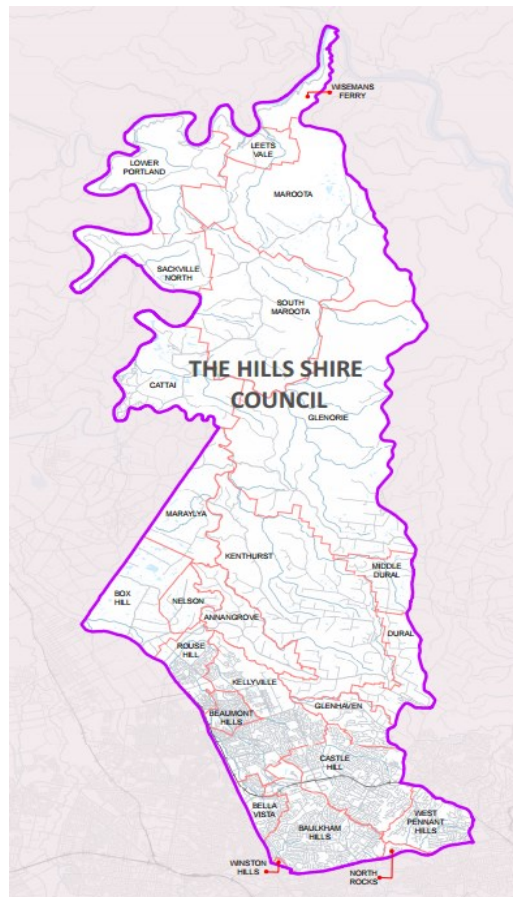 WISEMANS
FERRY
LEETS
VALE
LOWER
PORTLAND
MAROOTA
SACKVILLE
NORTH
SOUTH
MAROOTA
THE HILLS SHIRE
COUNCIL
CATTAI
GLENORIE
MARAYLYA
KENTHURST
MIDDLE
DURAL
BOX
HILL
NELSON
ANNANGROVE
DURAL
ROUSE
HILL
KELLYVILLE
GLENHAVEN
BEAUMONT
HILLS
CASTLE
HILL
BELLA
VISTA
WEST
PENNANT
HILLS
BAULKHAM
HILLS
WINSTON
HILLS
NORTH
ROCKS